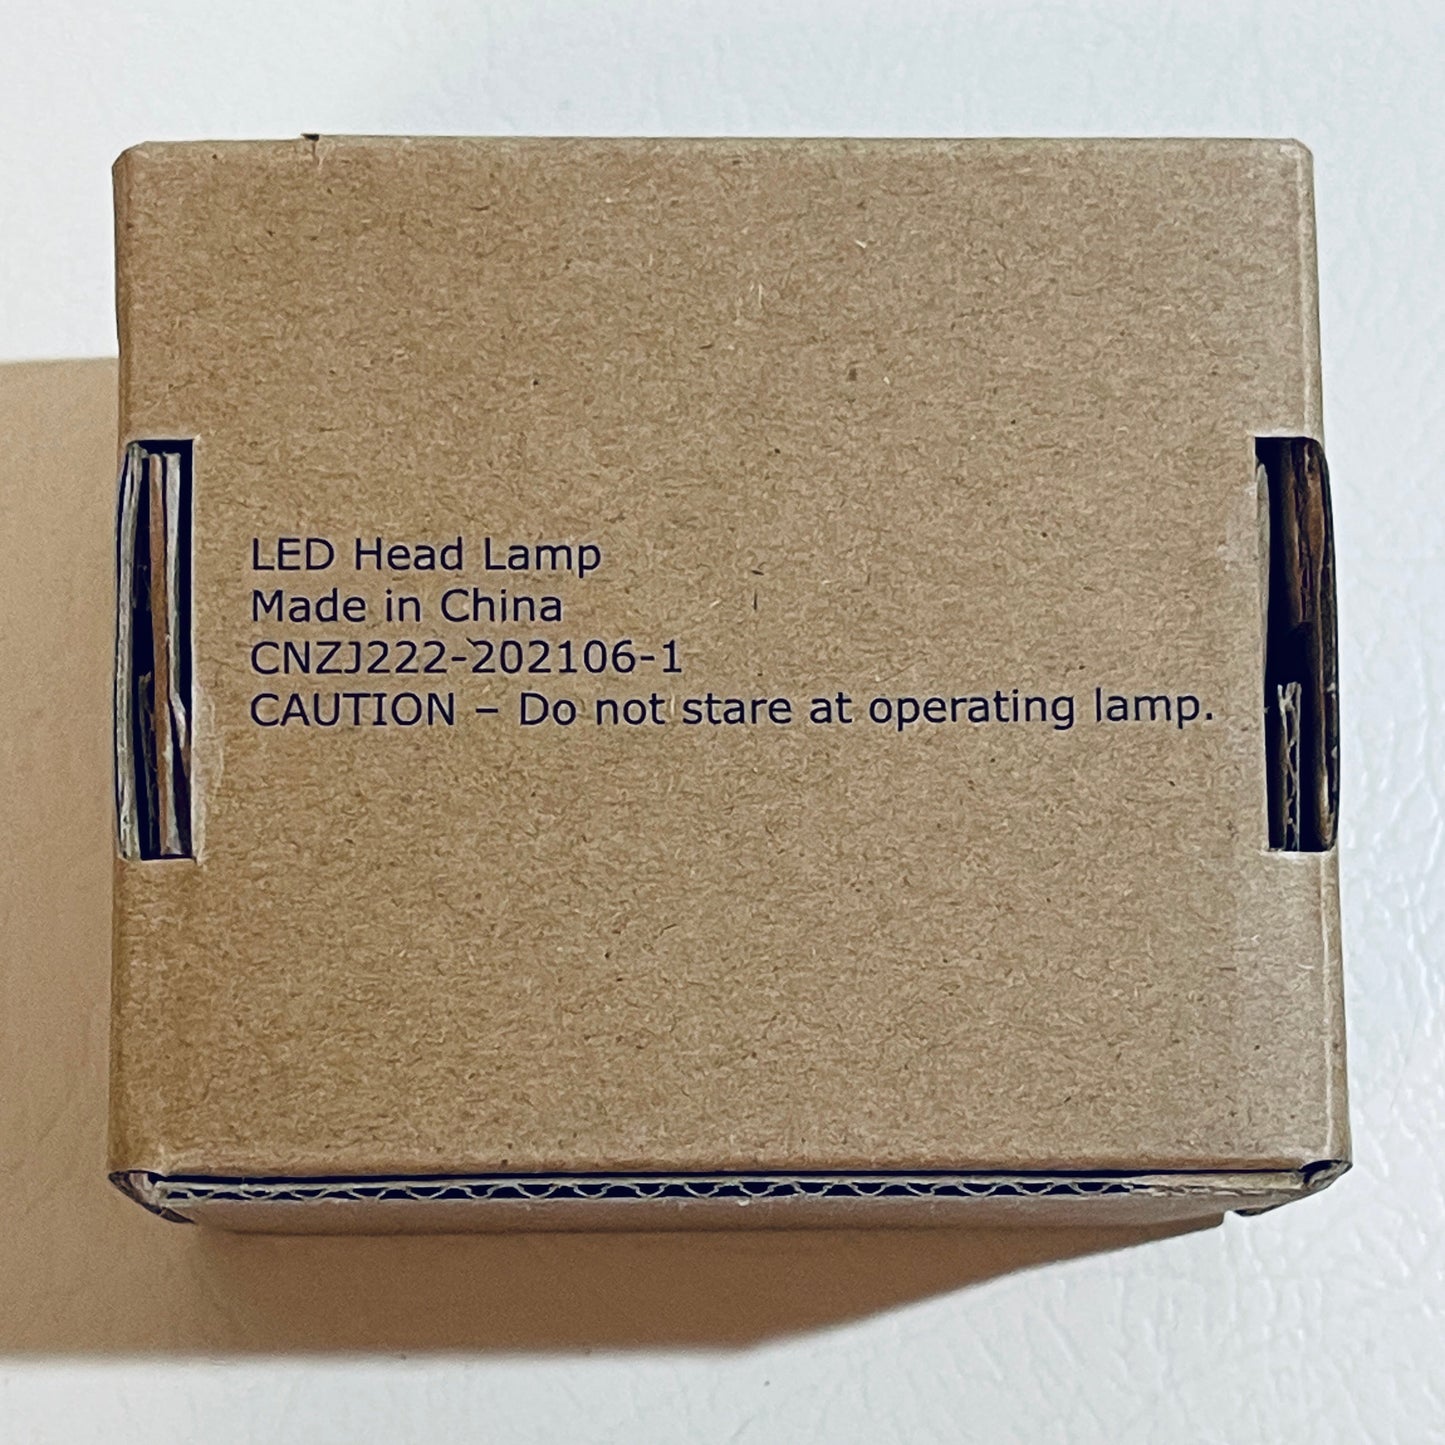 LED Head Lamp
Made in China
CNZJ222-202106-1
CAUTION – Do not stare at operating lamp.